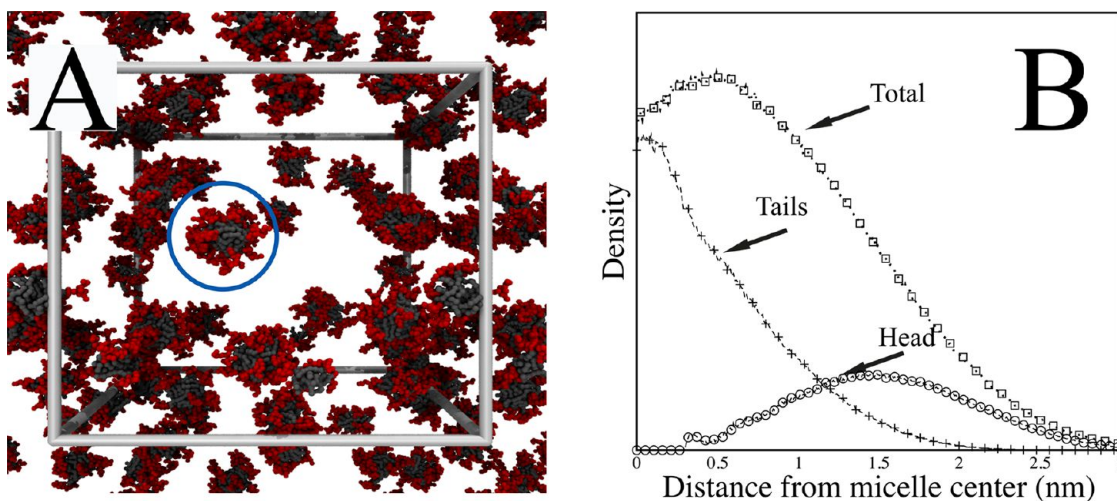 A
B
Total
Tails
Head
Density
0 0.5 1 1.5 2 2.5
Distance from micelle center (nm)